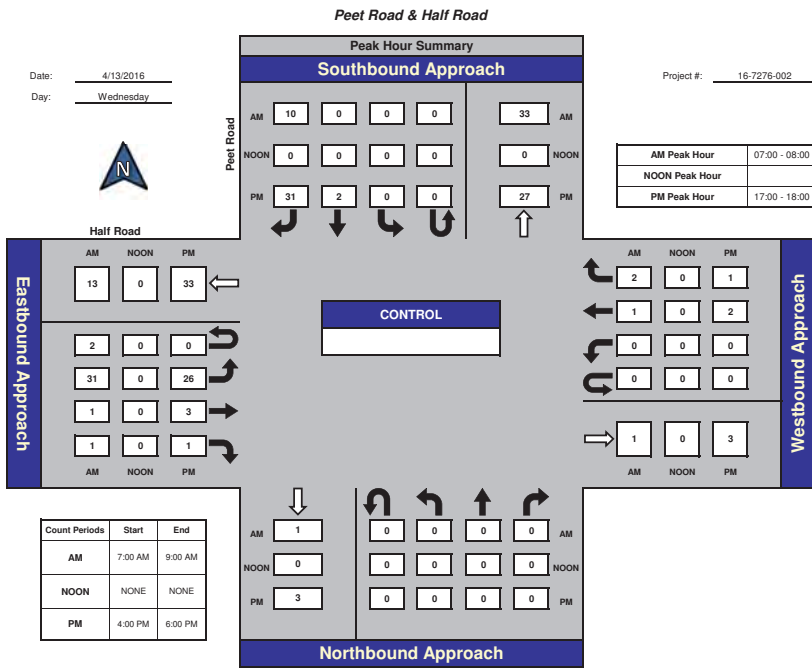 Peet Road & Half Road
Peak Hour Summary
Southbound Approach
Date: 4/13/2016
Day: Wednesday
Project #: 16-7276-002
N
Peet Road
AM 10 0 0 0 33 AM
NOON 0 0 0 0 0 NOON
PM 31 2 0 0 27 PM
AM Peak Hour 07:00 - 08:00
NOON Peak Hour
PM Peak Hour 17:00 - 18:00
Half Road
Eastbound Approach
AM NOON PM
13 0 33
2 0 0
31 0 26
1 0 3
1 0 1
AM NOON PM
CONTROL
AM NOON PM
2 0 1
1 0 2
0 0 0
0 0 0
1 0 3
AM NOON PM
Westbound Approach
Count Periods Start End
AM 7:00 AM 9:00 AM
NOON NONE NONE
PM 4:00 PM 6:00 PM
AM 1 0 0 0 0 AM
NOON 0 0 0 0 0 NOON
PM 3 0 0 0 0 PM
Northbound Approach